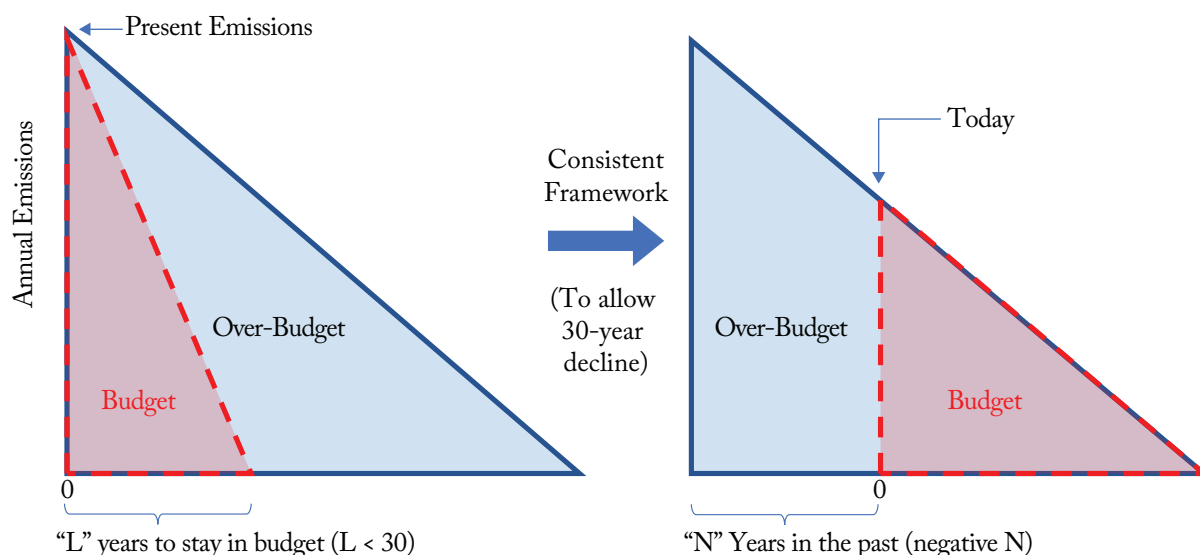 Present Emissions
Annual Emissions
Over-Budget
Budget
0
“L” years to stay in budget (L < 30)
Consistent
Framework
(To allow
30-year
decline)
Today
Over-Budget
Budget
0
“N” Years in the past (negative N)